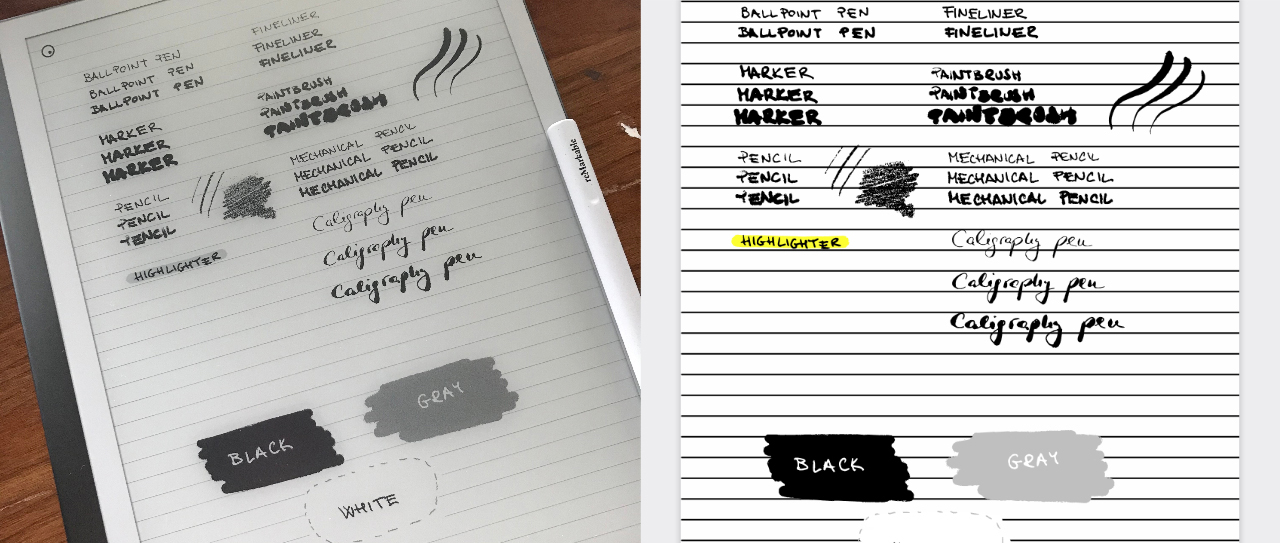 BALLPOINT PEN FINELINER
BALLPOINT PEN FINELINER
BALLPOINT PEN FINELINER
MARKER PAINTBRUSH
MARKER PAINTBRUSH
MARKER PAINTBRUSH
PENCIL MECHANICAL PENCIL
PENCIL MECHANICAL PENCIL
PENCIL MECHANICAL PENCIL
HIGHLIGHTER Caligraphy pen
Caligraphy pen
Caligraphy pen
BLACK GRAY
WHITE
reMarkable
BALLPOINT PEN FINELINER
BALLPOINT PEN FINELINER
MARKER PAINTBRUSH
MARKER PAINTBRUSH
MARKER PAINTBRUSH
PENCIL MECHANICAL PENCIL
PENCIL MECHANICAL PENCIL
PENCIL MECHANICAL PENCIL
HIGHLIGHTER Caligraphy pen
Caligraphy pen
Caligraphy pen
BLACK GRAY